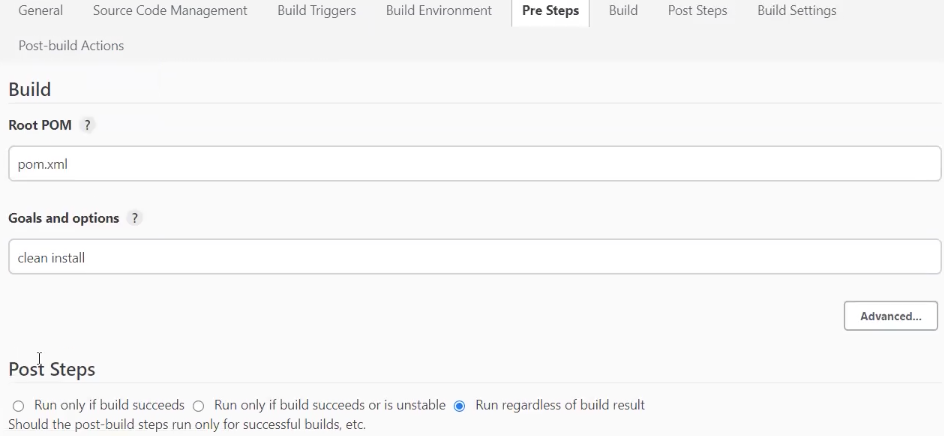 General Source Code Management Build Triggers Build Environment Pre Steps Build Post Steps Build Settings
Post-build Actions
Build
Root POM ?
pom.xml
Goals and options ?
clean install
Advanced...
Post Steps
Run only if build succeeds Run only if build succeeds or is unstable Run regardless of build result
Should the post-build steps run only for successful builds, etc.